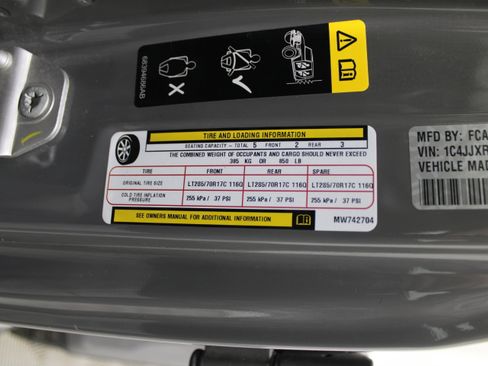 68394686AB
TIRE AND LOADING INFORMATION
SEATING CAPACITY - TOTAL 5 FRONT 2 REAR 3
THE COMBINED WEIGHT OF OCCUPANTS AND CARGO SHOULD NEVER EXCEED
385 KG OR 850 LB
TIRE FRONT REAR SPARE
ORIGINAL TIRE SIZE LT285/70R17C 116Q LT285/70R17C 116Q LT285/70R17C 116Q
COLD TIRE INFLATION PRESSURE 255 kPa / 37 PSI 255 kPa / 37 PSI 255 kPa / 37 PSI
SEE OWNERS MANUAL FOR ADDITIONAL INFORMATION MW742704
MFD BY: FCA
VIN: 1C4JJXR
VEHICLE MAD